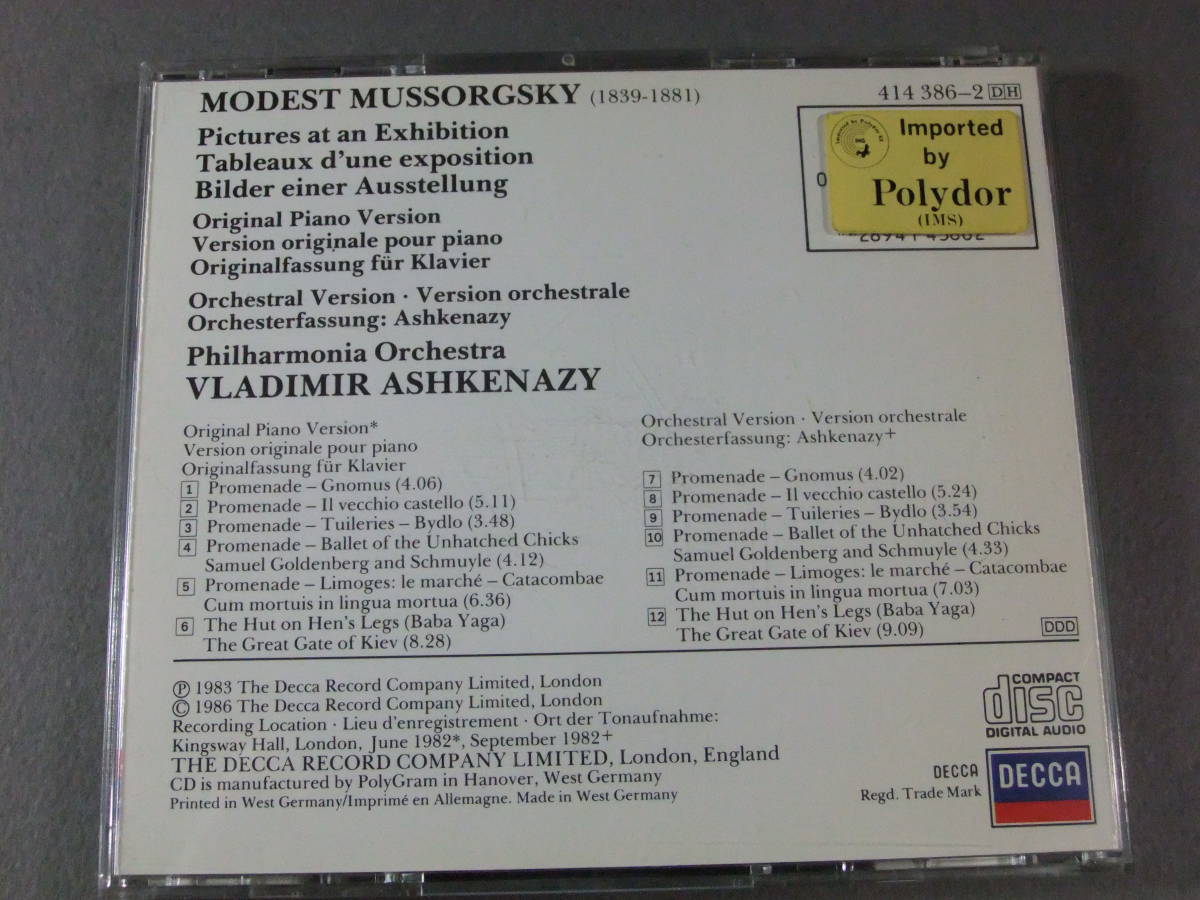 MODEST MUSSORGSKY (1839-1881)
414 386–2 DH
Pictures at an Exhibition
Tableaux d'une exposition
Bilder einer Ausstellung
Original Piano Version
Version originale pour piano
Originalfassung für Klavier
Orchestral Version · Version orchestrale
Orchesterfassung: Ashkenazy
Philharmonia Orchestra
VLADIMIR ASHKENAZY
Imported
by
Polydor
(IMS)
0
Original Piano Version*
Version originale pour piano
Originalfassung für Klavier
1 Promenade – Gnomus (4.06)
2 Promenade – Il vecchio castello (5.11)
3 Promenade – Tuileries – Bydlo (3.48)
4 Promenade – Ballet of the Unhatched Chicks
Samuel Goldenberg and Schmuyle (4.12)
5 Promenade – Limoges: le marché – Catacombae
Cum mortuis in lingua mortua (6.36)
6 The Hut on Hen's Legs (Baba Yaga)
The Great Gate of Kiev (8.28)
Orchestral Version · Version orchestrale
Orchesterfassung: Ashkenazy+
7 Promenade – Gnomus (4.02)
8 Promenade – Il vecchio castello (5.24)
9 Promenade – Tuileries – Bydlo (3.54)
10 Promenade – Ballet of the Unhatched Chicks
Samuel Goldenberg and Schmuyle (4.33)
11 Promenade – Limoges: le marché – Catacombae
Cum mortuis in lingua mortua (7.03)
12 The Hut on Hen's Legs (Baba Yaga)
The Great Gate of Kiev (9.09)
DDD
Ⓟ 1983 The Decca Record Company Limited, London
© 1986 The Decca Record Company Limited, London
Recording Location · Lieu d'enregistrement · Ort der Tonaufnahme:
Kingsway Hall, London, June 1982*, September 1982+
THE DECCA RECORD COMPANY LIMITED, London, England
CD is manufactured by PolyGram in Hanover, West Germany
Printed in West Germany/Imprimé en Allemagne. Made in West Germany
COMPACT
disc
DIGITAL AUDIO
DECCA
Regd. Trade Mark
DECCA